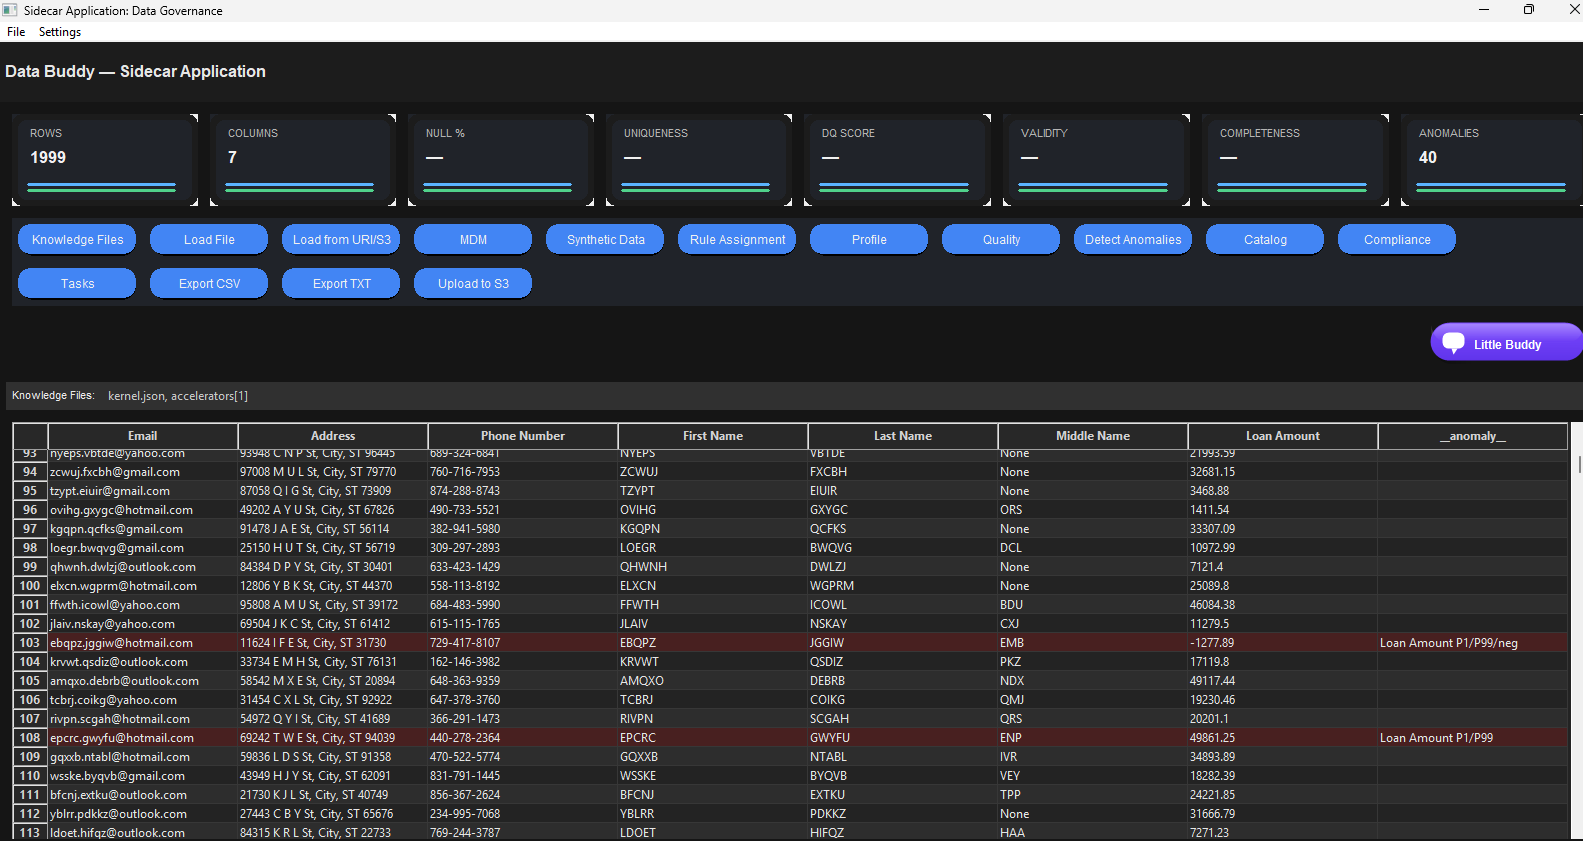 Sidecar Application: Data Governance
File Settings
Data Buddy — Sidecar Application
ROWS COLUMNS NULL % UNIQUENESS DQ SCORE VALIDITY COMPLETENESS ANOMALIES
1999 7 — — — — — 40
Knowledge Files Load File Load from URI/S3 MDM Synthetic Data Rule Assignment Profile Quality Detect Anomalies Catalog Compliance
Tasks Export CSV Export TXT Upload to S3
Little Buddy
Knowledge Files: kernel.json, accelerators[1]
Email Address Phone Number First Name Last Name Middle Name Loan Amount __anomaly__
93 nyeps.vbtde@yahoo.com 93948 C N P St, City, ST 96445 689-324-6841 NYEPS VBTDE None 21993.59
94 zcwuj.fxcbh@gmail.com 97008 M U L St, City, ST 79770 760-716-7953 ZCWUJ FXCBH None 32681.15
95 tzypt.eiuir@gmail.com 87058 Q I G St, City, ST 73909 874-288-8743 TZYPT EIUIR None 3468.88
96 ovihg.gxygc@hotmail.com 49202 A Y U St, City, ST 67826 490-733-5521 OVIHG GXYGC ORS 1411.54
97 kgqpn.qcfks@gmail.com 91478 J A E St, City, ST 56114 382-941-5980 KGQPN QCFKS None 33307.09
98 loegr.bwqvg@gmail.com 25150 H U T St, City, ST 56719 309-297-2893 LOEGR BWQVG DCL 10972.99
99 qhwnh.dwlzj@outlook.com 84384 D P Y St, City, ST 30401 633-423-1429 QHWNH DWLZJ None 7121.4
100 elxcn.wgprm@hotmail.com 12806 Y B K St, City, ST 44370 558-113-8192 ELXCN WGPRM None 25089.8
101 ffwth.icowl@yahoo.com 95808 A M U St, City, ST 39172 684-483-5990 FFWTH ICOWL BDU 46084.38
102 jlaiv.nskay@yahoo.com 69504 J K C St, City, ST 61412 615-115-1765 JLAIV NSKAY CXJ 11279.5
103 ebqpz.jggiw@hotmail.com 11624 I F E St, City, ST 31730 729-417-8107 EBQPZ JGGIW EMB -1277.89 Loan Amount P1/P99/neg
104 krvwt.qsdiz@outlook.com 33734 E M H St, City, ST 76131 162-146-3982 KRVWT QSDIZ PKZ 17119.8
105 amqxo.debrb@outlook.com 58542 M X E St, City, ST 20894 648-363-9359 AMQXO DEBRB NDX 49117.44
106 tcbrj.coikg@yahoo.com 31454 C X L St, City, ST 92922 647-378-3760 TCBRJ COIKG QMJ 19230.46
107 rivpn.scgah@hotmail.com 54972 Q Y I St, City, ST 41689 366-291-1473 RIVPN SCGAH QRS 20201.1
108 epcrc.gwyfu@hotmail.com 69242 T W E St, City, ST 94039 440-278-2364 EPCRC GWYFU ENP 49861.25 Loan Amount P1/P99
109 gqxxb.ntabl@hotmail.com 59836 L D S St, City, ST 91358 470-522-5774 GQXXB NTABL IVR 34893.89
110 wsske.byqvb@gmail.com 43949 H J Y St, City, ST 62091 831-791-1445 WSSKE BYQVB VEY 18282.39
111 bfcnj.extku@outlook.com 21730 K J L St, City, ST 40749 856-367-2624 BFCNJ EXTKU TPP 24221.85
112 yblrr.pdkkz@outlook.com 27443 C B Y St, City, ST 65676 234-995-7068 YBLRR PDKKZ None 31666.79
113 ldoet.hifqz@outlook.com 84315 K R L St, City, ST 22733 769-244-3787 LDOET HIFQZ HAA 7271.23